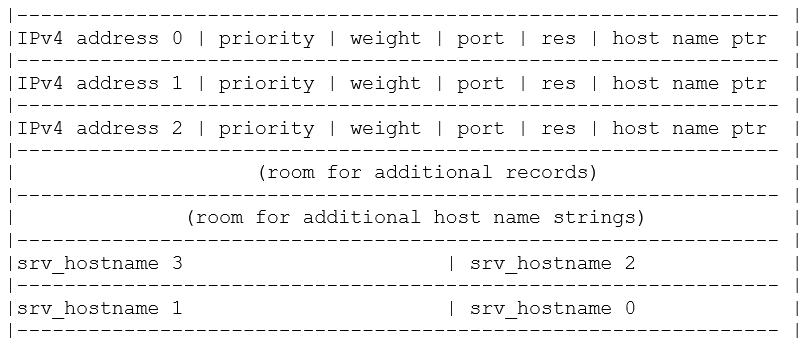 |--------------------------------------------------------------- |
|IPv4 address 0 | priority | weight | port | res | host name ptr |
|--------------------------------------------------------------- |
|IPv4 address 1 | priority | weight | port | res | host name ptr |
|--------------------------------------------------------------- |
|IPv4 address 2 | priority | weight | port | res | host name ptr |
|--------------------------------------------------------------- |
| (room for additional records) |
|--------------------------------------------------------------- |
| (room for additional host name strings) |
|--------------------------------------------------------------- |
|srv_hostname 3 | srv_hostname 2 |
|--------------------------------------------------------------- |
|srv_hostname 1 | srv_hostname 0 |
|--------------------------------------------------------------- |